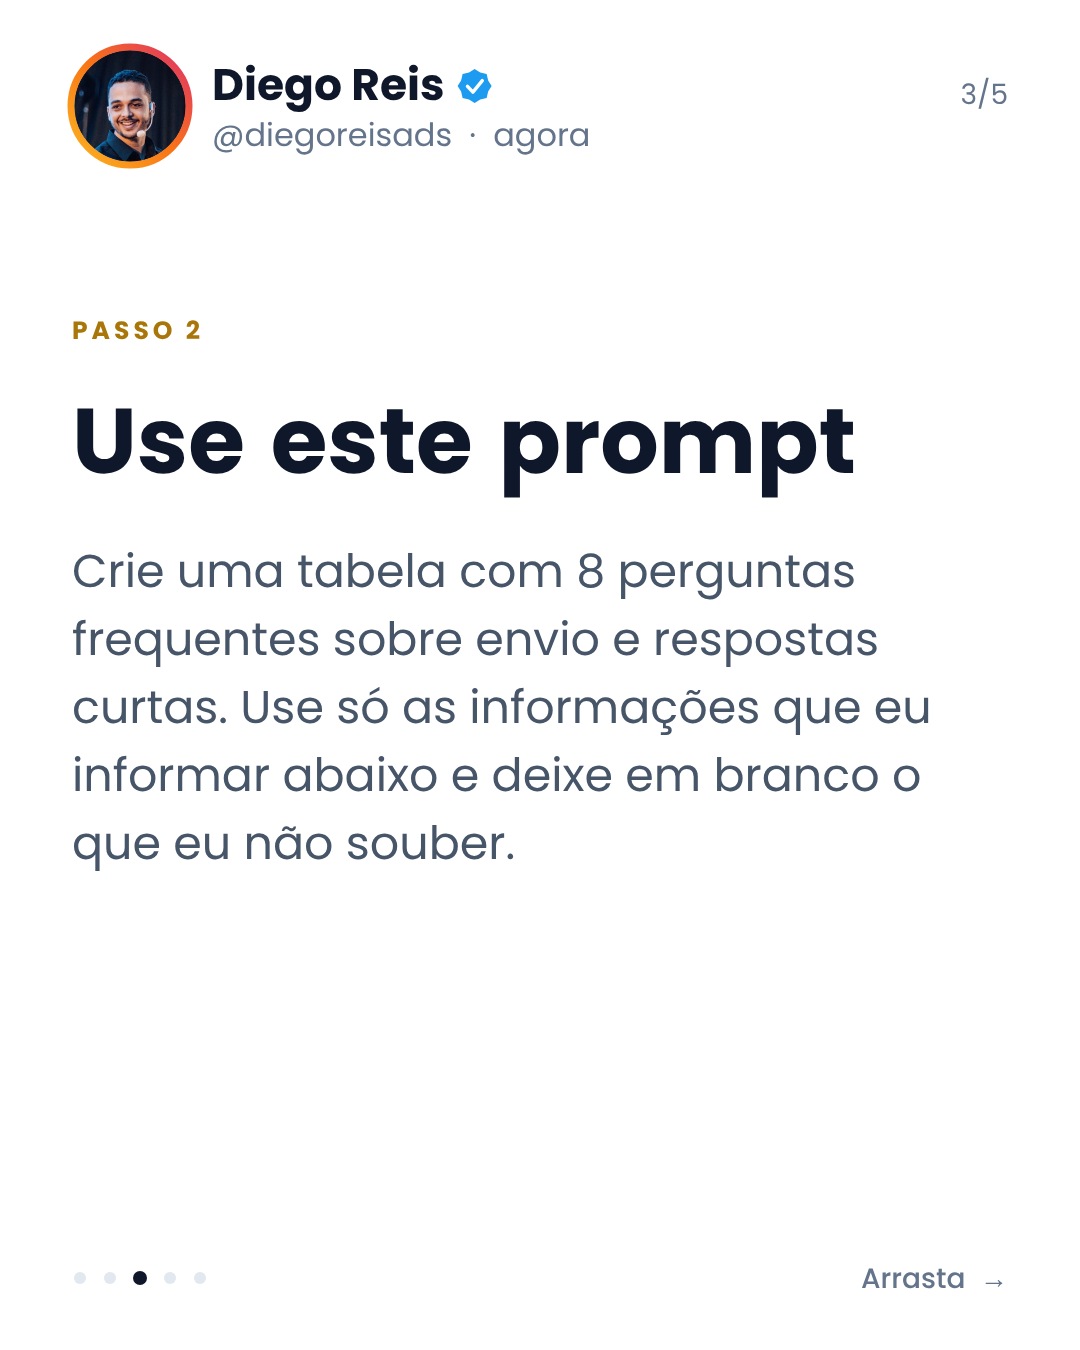 Diego Reis
@diegoreisads · agora
3/5
PASSO 2
Use este prompt
Crie uma tabela com 8 perguntas
frequentes sobre envio e respostas
curtas. Use só as informações que eu
informar abaixo e deixe em branco o
que eu não souber.
Arrasta →